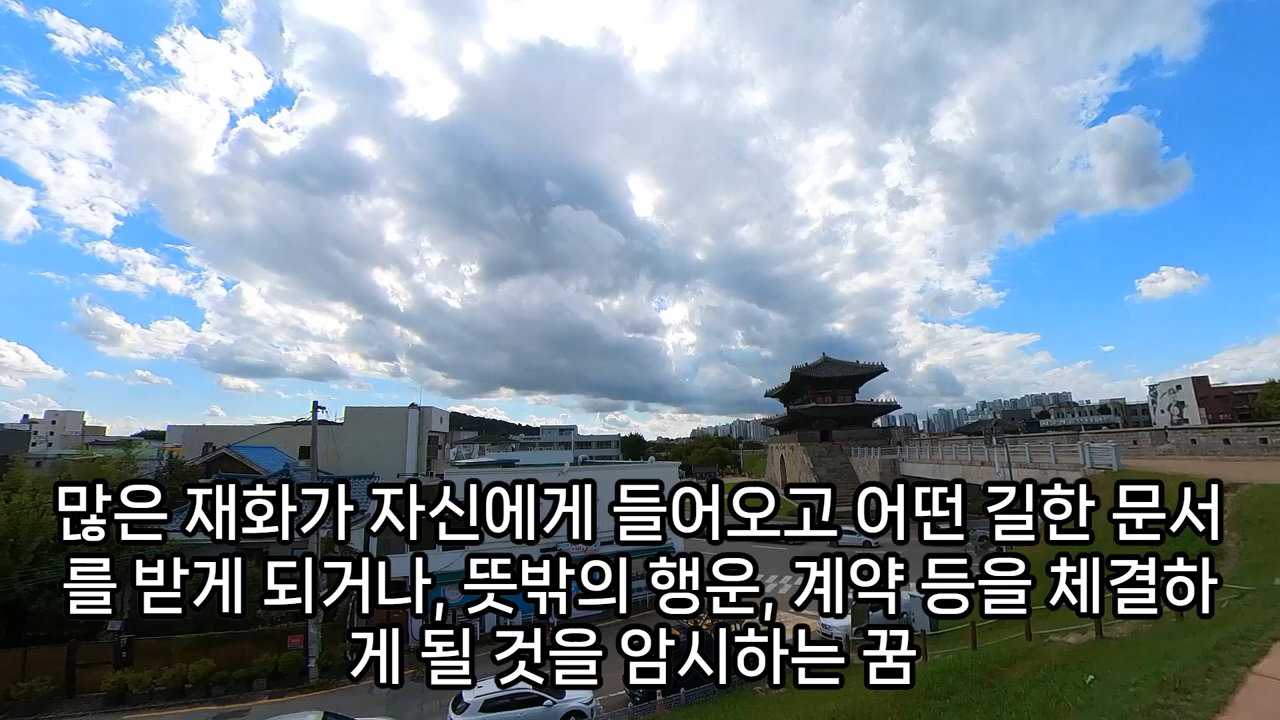 많은 재화가 자신에게 들어오고 어떤 길한 문서
를 받게 되거나, 뜻밖의 행운, 계약 등을 체결하
게 될 것을 암시하는 꿈